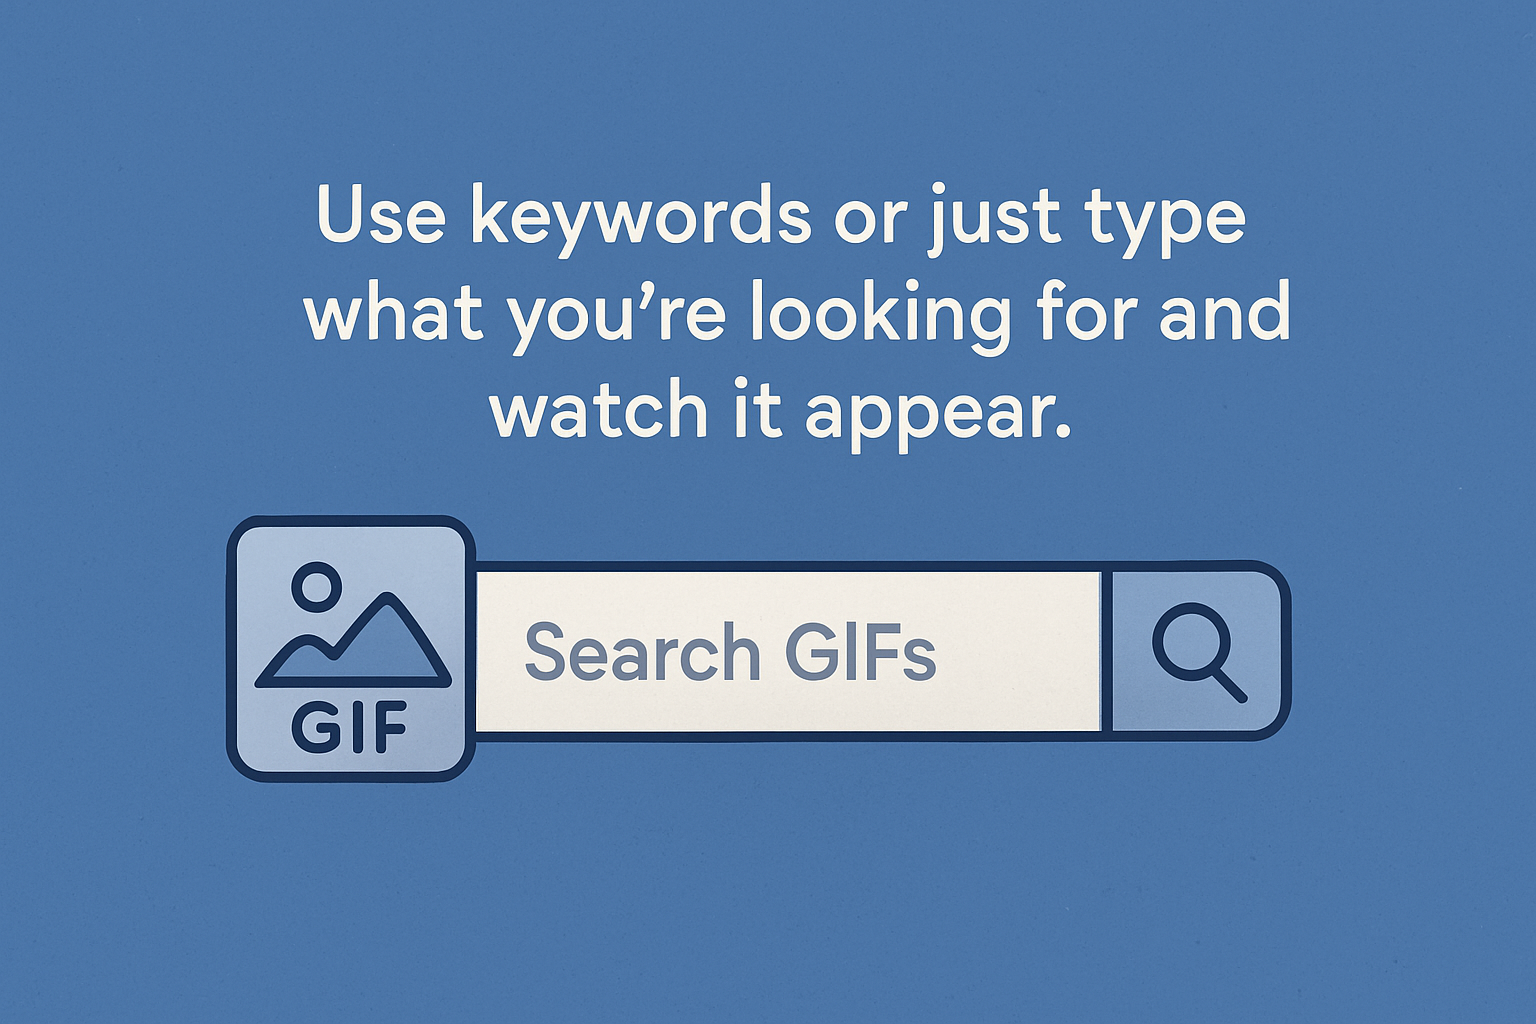 Use keywords or just type
what you’re looking for and
watch it appear.
GIF
Search GIFs